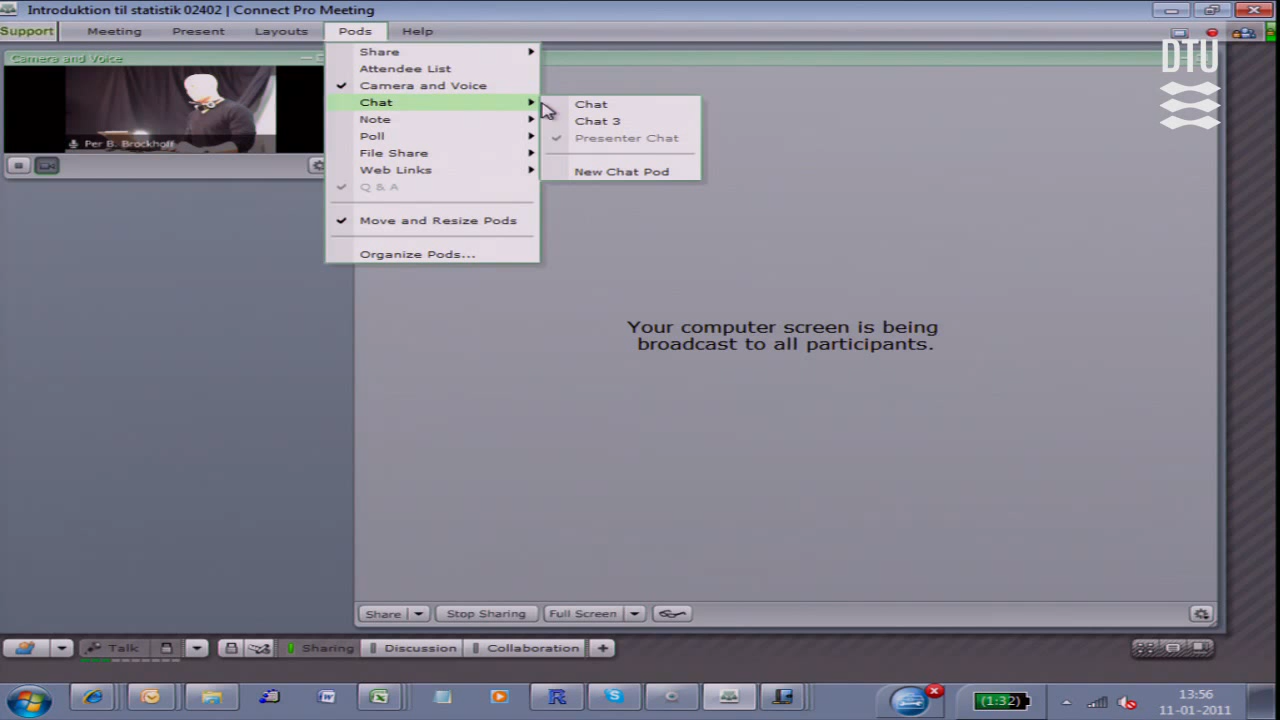 Introduktion til statistik 02402 | Connect Pro Meeting
Support Meeting Present Layouts Pods Help
DTU
Camera and Voice
Per B. Brockhoff
Share
Attendee List
Camera and Voice
Chat
Note
Poll
File Share
Web Links
Q & A
Move and Resize Pods
Organize Pods...
Chat
Chat 3
Presenter Chat
New Chat Pod
Your computer screen is being
broadcast to all participants.
Share Stop Sharing Full Screen
Talk Sharing Discussion Collaboration +
(1:32)
13:56
11-01-2011